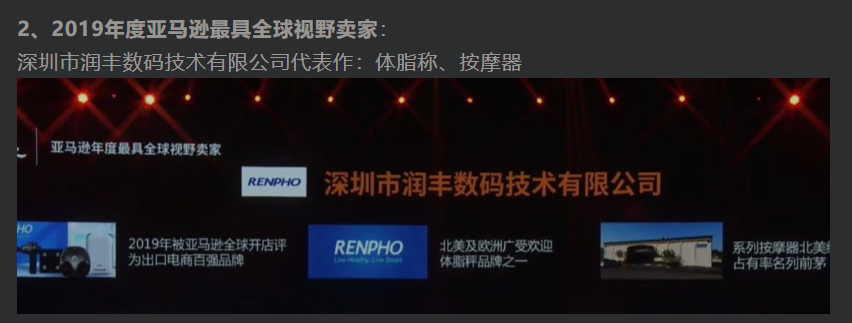 2、2019年度亚马逊最具全球视野卖家：
深圳市润丰数码技术有限公司代表作：体脂称、按摩器
亚马逊年度最具全球视野卖家
RENPHO
深圳市润丰数码技术有限公司
2019年被亚马逊全球开店评
为出口电商百强品牌
RENPHO
Live Healthy, Live Smart
北美及欧洲广受欢迎
体脂秤品牌之一
系列按摩器北美
占有率名列前茅